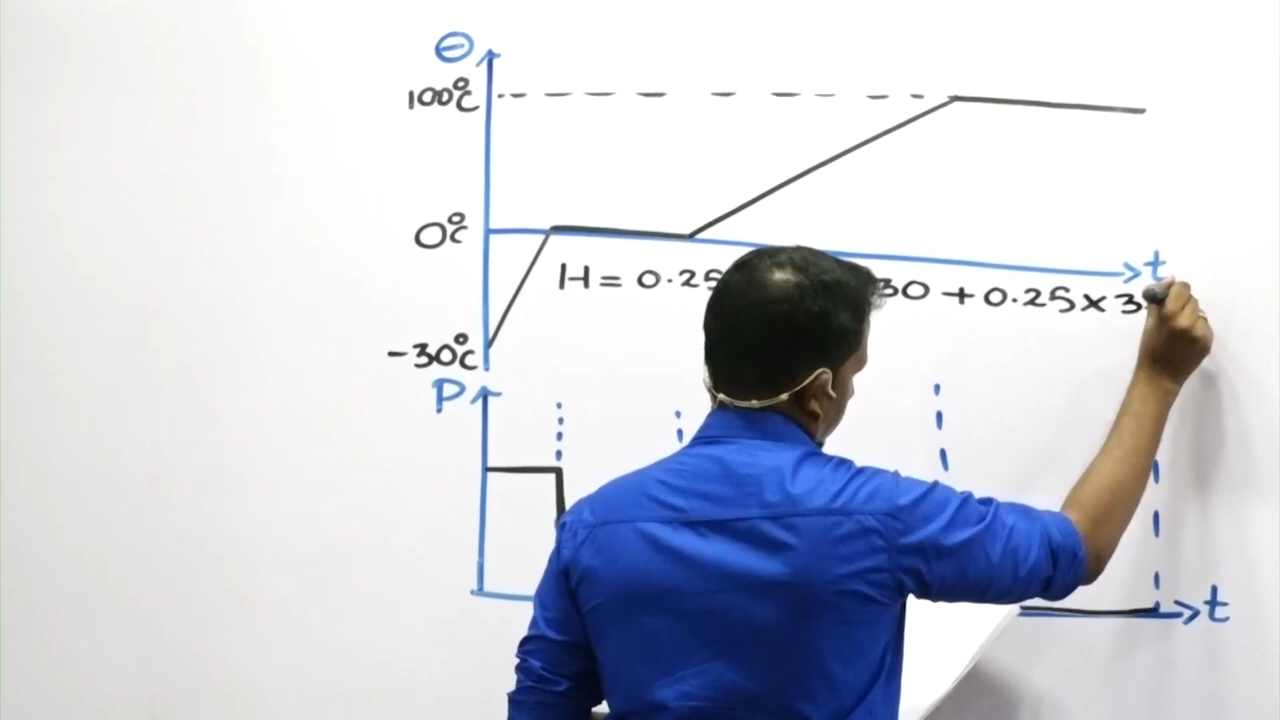 θ
100°C
0°C
t
H = 0.25 30 + 0.25 × 3
-30°C
P
t